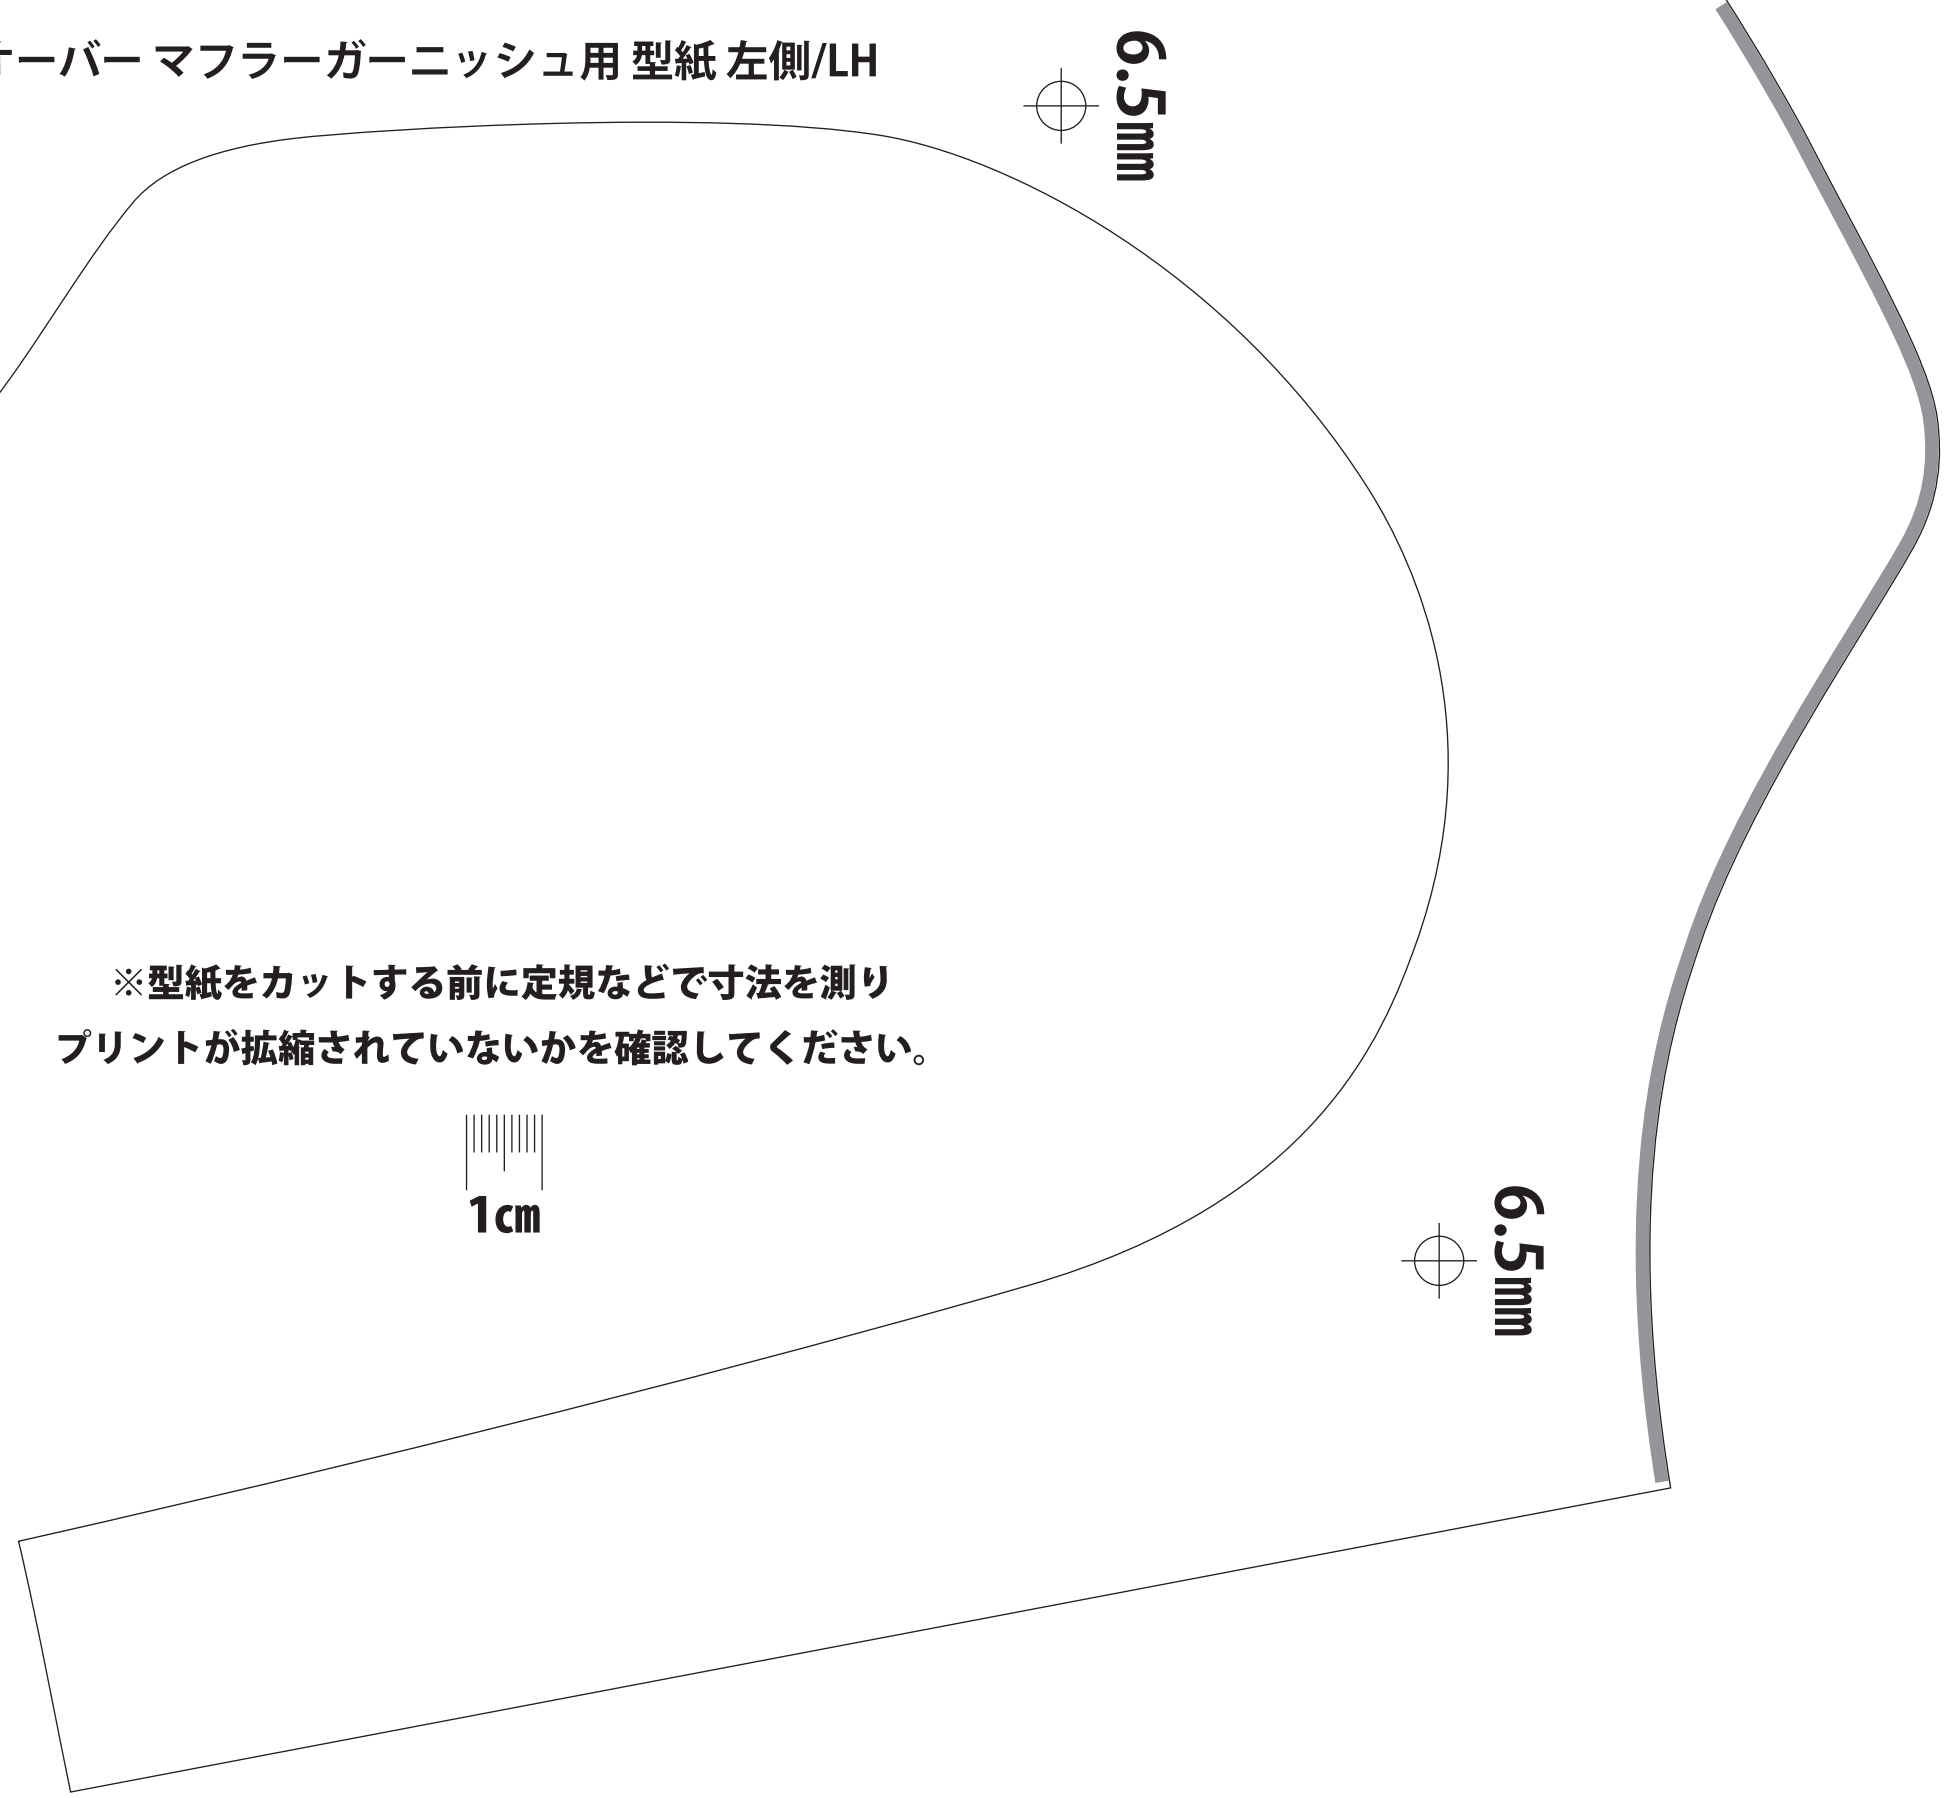 ーバー マフラーガーニッシュ用 型紙 左側/LH
6.5mm
※型紙をカットする前に定規などで寸法を測り
プリントが拡縮されていないかを確認してください。
1cm
6.5mm